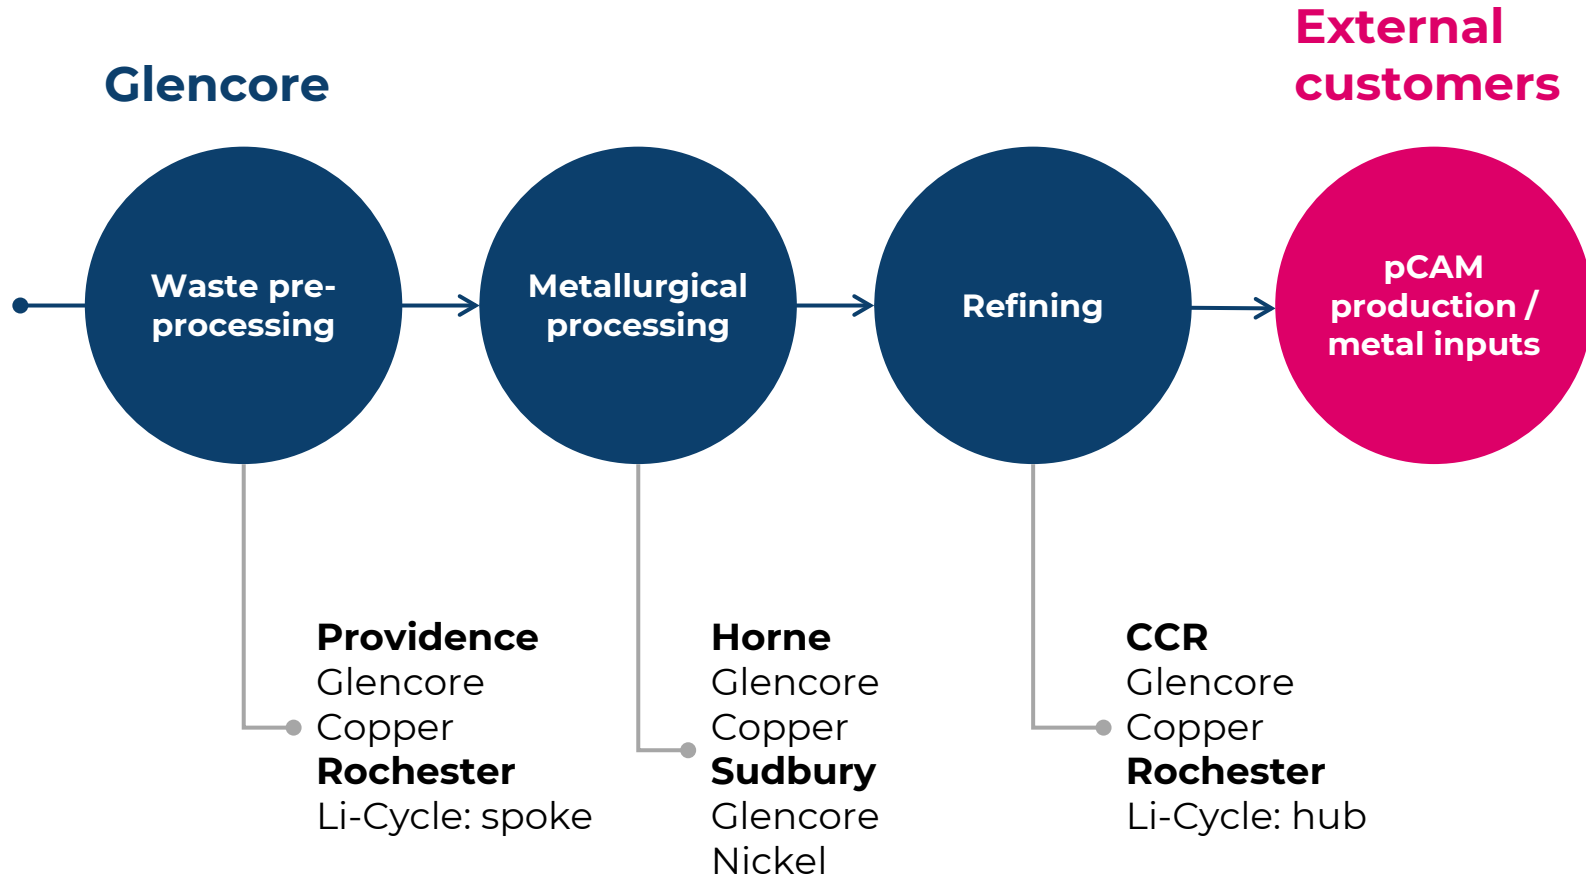 Glencore
External
customers
Waste pre-
processing
Metallurgical
processing
Refining
pCAM
production /
metal inputs
Providence
Glencore
Copper
Rochester
Li-Cycle: spoke
Horne
Glencore
Copper
Sudbury
Glencore
Nickel
CCR
Glencore
Copper
Rochester
Li-Cycle: hub